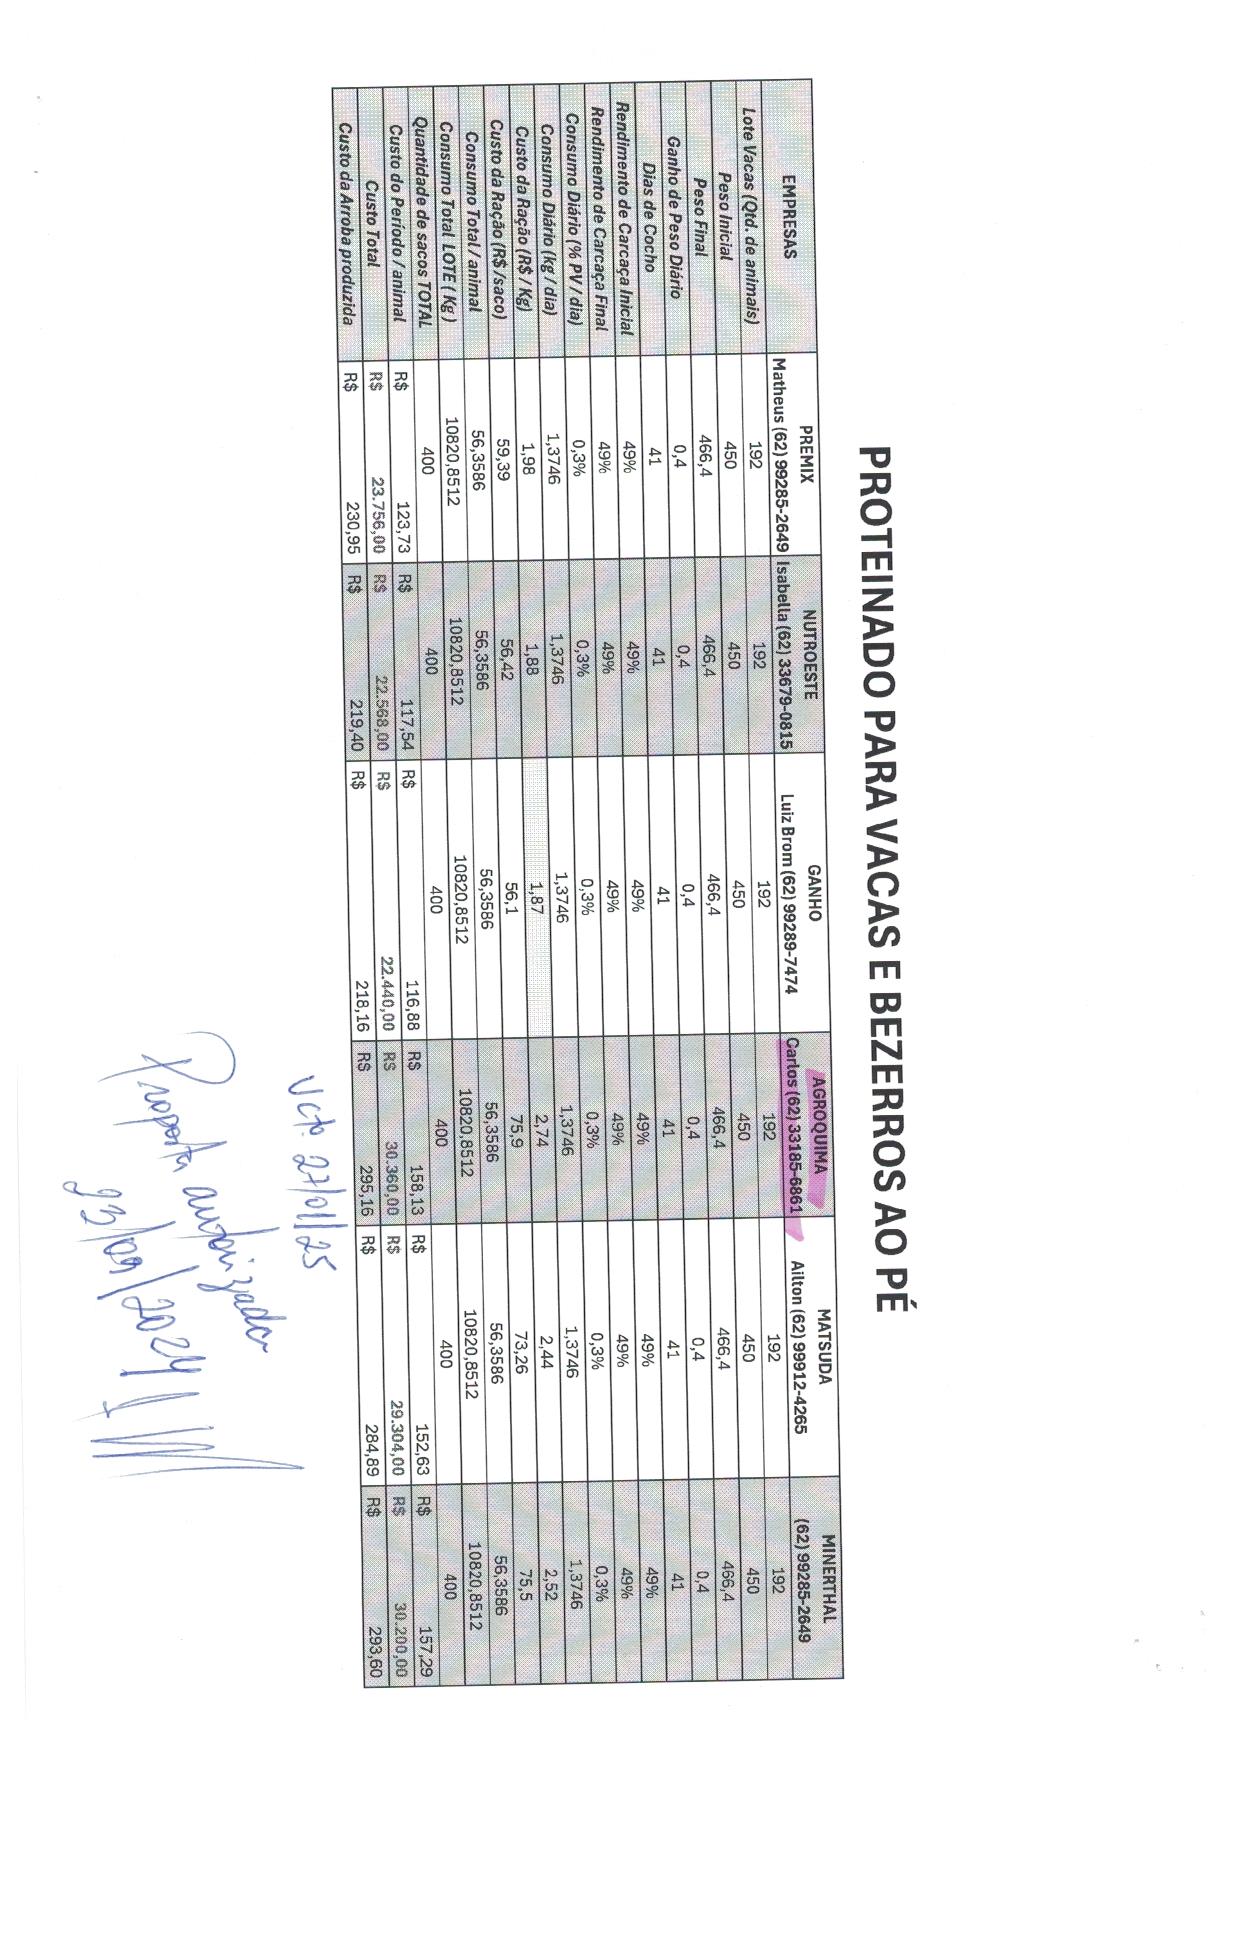 PROTEINADO PARA VACAS E BEZERROS AO PÉ
EMPRESAS PREMIX NUTROESTE GANHO AGROQUIMA MATSUDA MINERTHAL
Matheus (62) 99285-2649 Isabella (62) 33679-0815 Luiz Brom (62) 99289-7474 Carlos (62) 33185-6861 Ailton (62) 99912-4265 (62) 99285-2649
Lote Vacas (Qtd. de animais) 192 192 192 192 192 192
Peso Inicial 450 450 450 450 450 450
Peso Final 466,4 466,4 466,4 466,4 466,4 466,4
Ganho de Peso Diário 0,4 0,4 0,4 0,4 0,4 0,4
Dias de Cocho 41 41 41 41 41 41
Rendimento de Carcaça Inicial 49% 49% 49% 49% 49% 49%
Rendimento de Carcaça Final 49% 49% 49% 49% 49% 49%
Consumo Diário (% PV / dia) 0,3% 0,3% 0,3% 0,3% 0,3% 0,3%
Consumo Diário (kg / dia) 1,3746 1,3746 1,3746 1,3746 1,3746 1,3746
Custo da Ração (R$ / Kg) 1,98 1,88 1,87 2,74 2,44 2,52
Custo da Ração (R$ /saco) 59,39 56,42 56,1 75,9 73,26 75,5
Consumo Total / animal 56,3586 56,3586 56,3586 56,3586 56,3586 56,3586
Consumo Total LOTE ( Kg ) 10820,8512 10820,8512 10820,8512 10820,8512 10820,8512 10820,8512
Quantidade de sacos TOTAL 400 400 400 400 400 400
Custo do Período / animal R$ 123,73 R$ 117,54 R$ 116,88 R$ 158,13 R$ 152,63 R$ 157,29
Custo Total R$ 23.756,00 R$ 22.568,00 R$ 22.440,00 R$ 30.360,00 R$ 29.304,00 R$ 30.200,00
Custo da Arroba produzida R$ 230,95 R$ 219,40 R$ 218,16 R$ 295,16 R$ 284,89 R$ 293,60
Vcto. 27/01/25
Proposta autorizada
23/09/2024